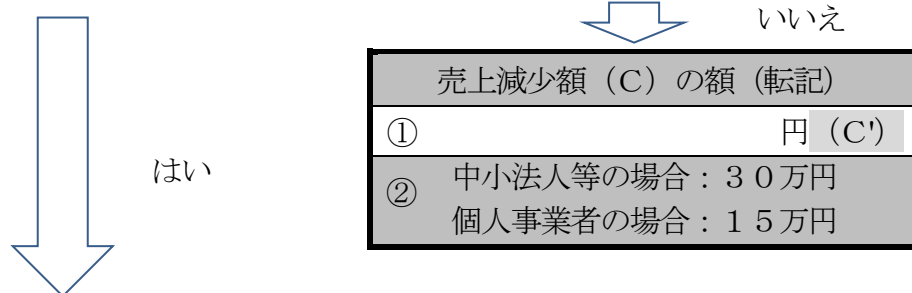 いいえ
売上減少額（C）の額（転記）
① 円（C'）
はい
② 中小法人等の場合：３０万円
個人事業者の場合：１５万円